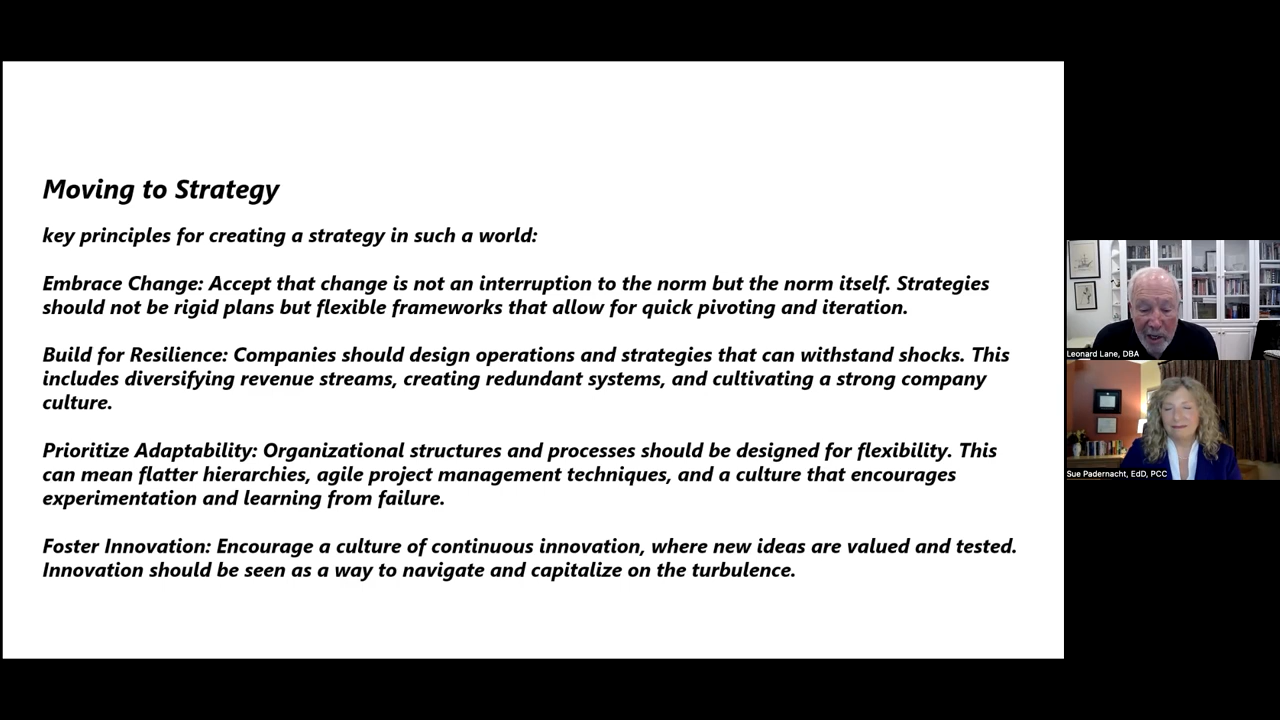 Moving to Strategy
key principles for creating a strategy in such a world:
Embrace Change: Accept that change is not an interruption to the norm but the norm itself. Strategies
should not be rigid plans but flexible frameworks that allow for quick pivoting and iteration.
Build for Resilience: Companies should design operations and strategies that can withstand shocks. This
includes diversifying revenue streams, creating redundant systems, and cultivating a strong company
culture.
Prioritize Adaptability: Organizational structures and processes should be designed for flexibility. This
can mean flatter hierarchies, agile project management techniques, and a culture that encourages
experimentation and learning from failure.
Foster Innovation: Encourage a culture of continuous innovation, where new ideas are valued and tested.
Innovation should be seen as a way to navigate and capitalize on the turbulence.
Leonard Lane, DBA
Sue Padernacht, EdD, PCC